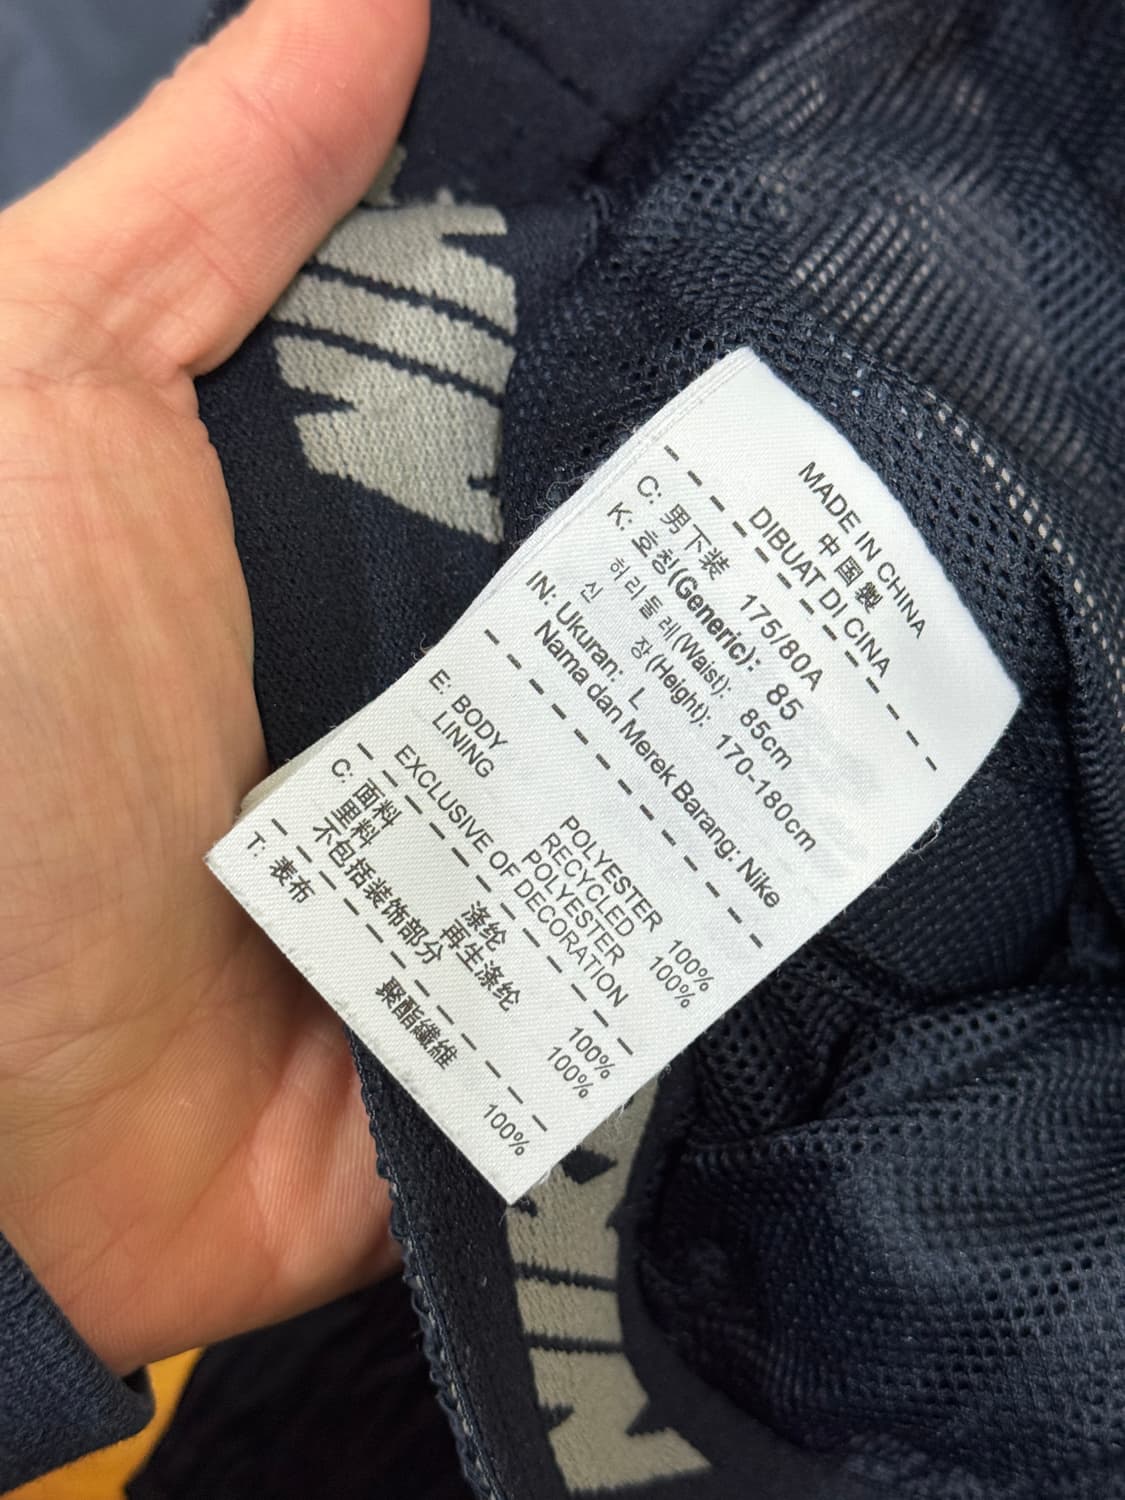 MADE IN CHINA
中国製
DIBUAT DI CINA
C: 男下装 175/80A
K: 호칭(Generic): 85
허리둘레(Waist): 85cm
신 장(Height): 170-180cm
IN: Ukuran: L
Nama dan Merek Barang: Nike
E: BODY POLYESTER 100%
LINING RECYCLED POLYESTER 100%
EXCLUSIVE OF DECORATION
C: 面料 涤纶 100%
里料 再生涤纶 100%
不包括装饰部分
T: 表布 聚酯纖維 100%